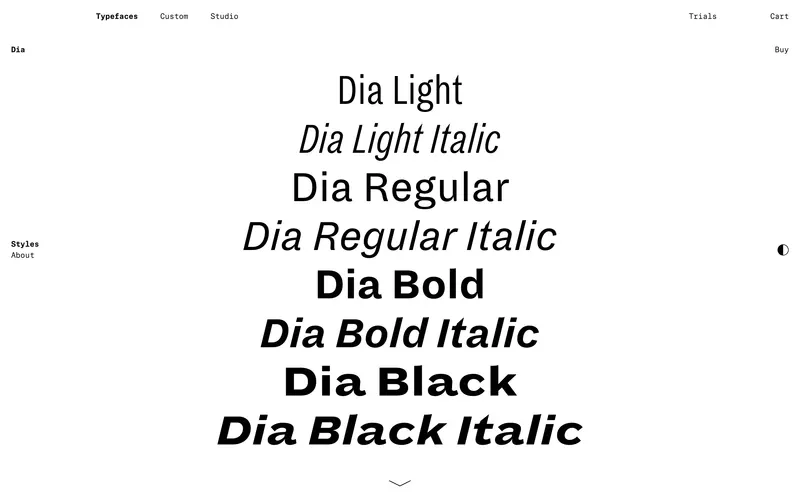 Typefaces Custom Studio Trials Cart
Dia Buy
Dia Light
Dia Light Italic
Dia Regular
Dia Regular Italic
Styles
About
Dia Bold
Dia Bold Italic
Dia Black
Dia Black Italic